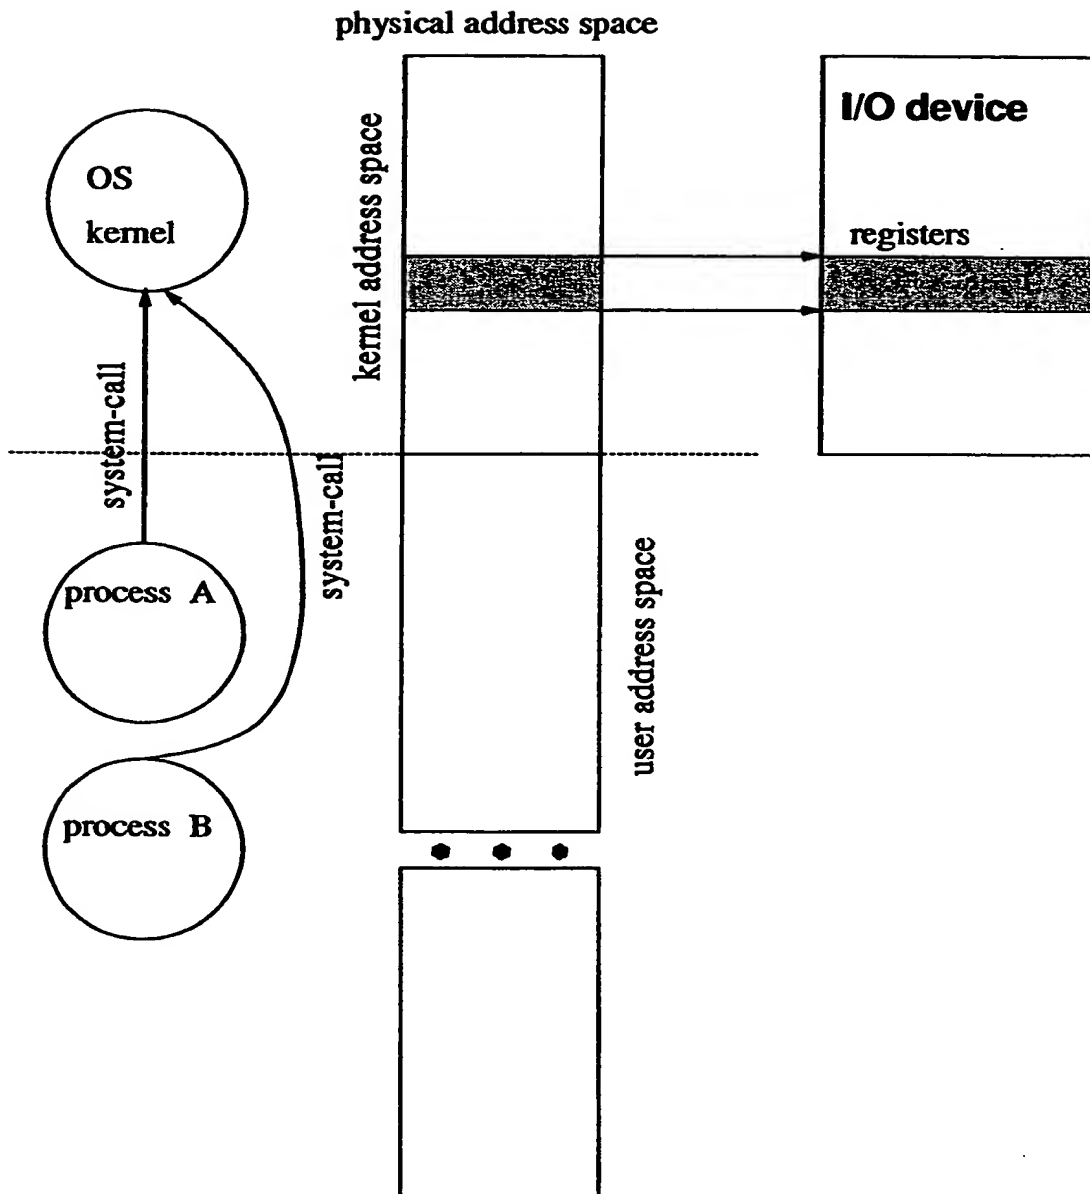 physical address space
I/O device
OS
kernel
kernel address space
registers
system-call
system-call
process A
user address space
process B